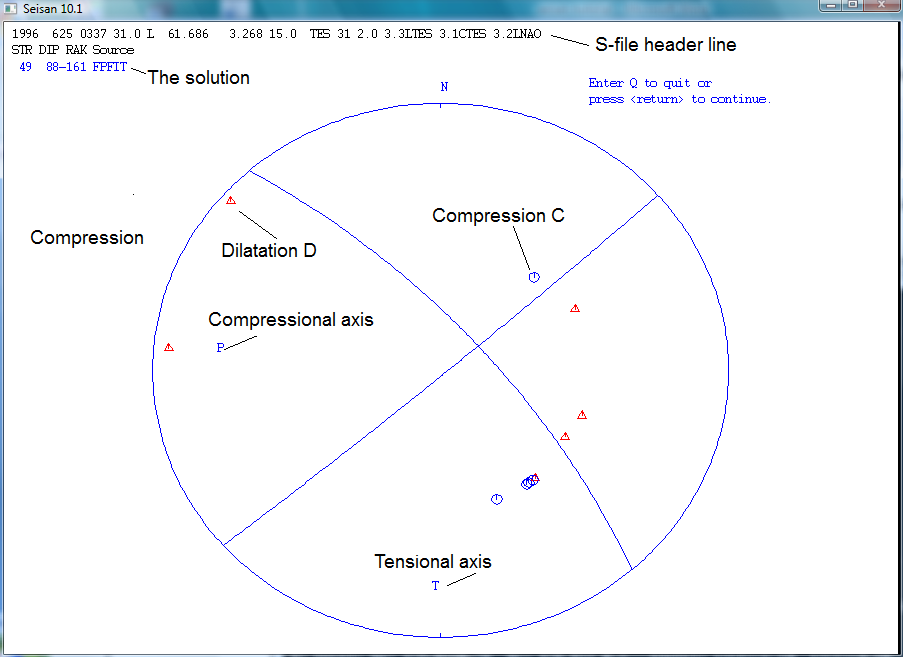 Seisan 10.1
1996  625 0337 31.0 L  61.686   3.268 15.0  TES 31 2.0 3.3LTES 3.1CTES 3.2LNAO
S-file header line
STR DIP RAK Source
49  88-161 FPFIT
The solution
Enter Q to quit or
press <return> to continue.
N
Compression C
Compression
Dilatation D
Compressional axis
P
Tensional axis
T